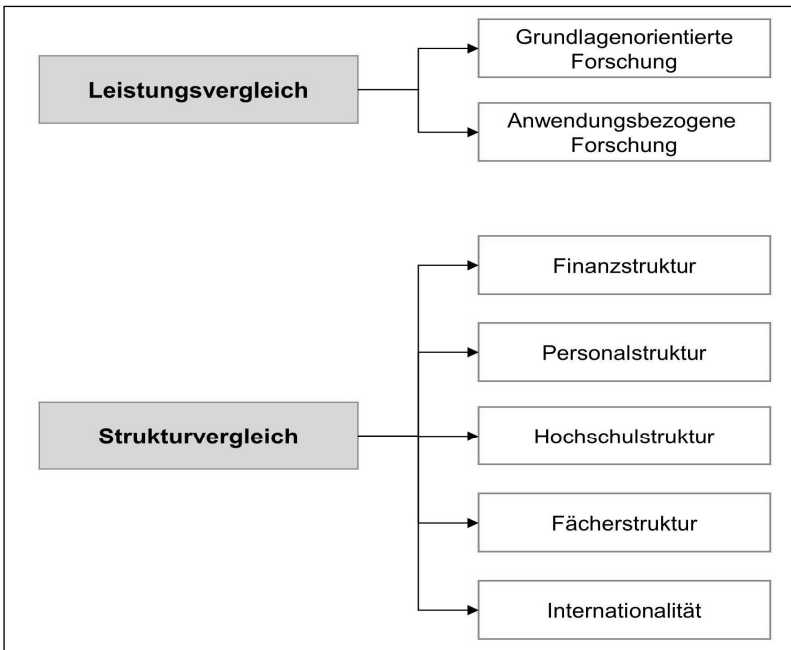 Leistungsvergleich
Grundlagenorientierte
Forschung
Anwendungsbezogene
Forschung
Strukturvergleich
Finanzstruktur
Personalstruktur
Hochschulstruktur
Fächerstruktur
Internationalität